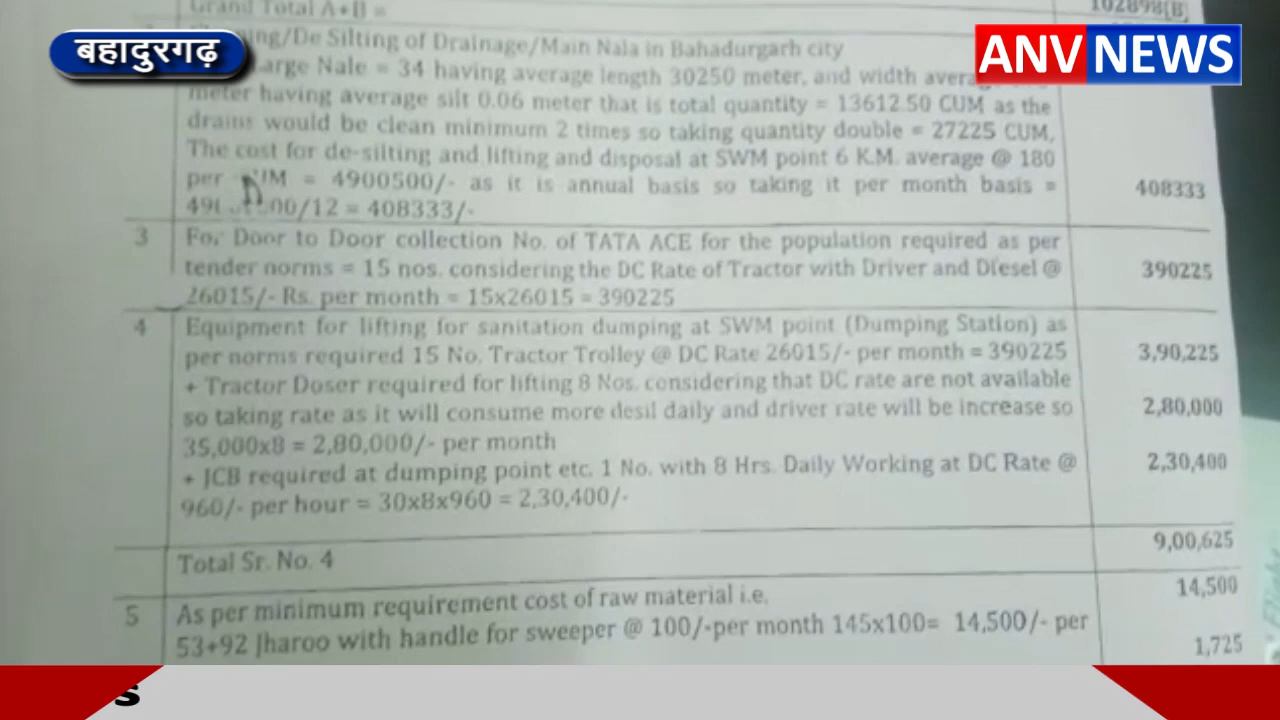 Grand Total A+B = 102898[B]
बहादुरगढ़
ANV NEWS
ing/De Silting of Drainage/Main Nala in Bahadurgarh city
arge Nale = 34 having average length 30250 meter, and width
meter having average silt 0.06 meter that is total quantity = 13612.50 CUM as the
drains would be clean minimum 2 times so taking quantity double = 27225 CUM,
The cost for de-silting and lifting and disposal at SWM point 6 K.M. average @ 180
per UM = 4900500/- as it is annual basis so taking it per month basis = 408333
00/12 = 408333/-
3 For Door to Door collection No. of TATA ACE for the population required as per
tender norms = 15 nos. considering the DC Rate of Tractor with Driver and Diesel @ 390225
26015/- Rs. per month = 15x26015 = 390225
4 Equipment for lifting for sanitation dumping at SWM point (Dumping Station) as
per norms required 15 No. Tractor Trolley @ DC Rate 26015/- per month = 390225 3,90,225
+ Tractor Doser required for lifting 8 Nos. considering that DC rate are not available
so taking rate as it will consume more desil daily and driver rate will be increase so 2,80,000
35,000x8 = 2,80,000/- per month
+ JCB required at dumping point etc. 1 No. with 8 Hrs. Daily Working at DC Rate @ 2,30,400
960/- per hour = 30x8x960 = 2,30,400/-
Total Sr. No. 4 9,00,625
5 As per minimum requirement cost of raw material i.e. 14,500
53+92 Jharoo with handle for sweeper @ 100/-per month 145x100= 14,500/- per
1,725
s